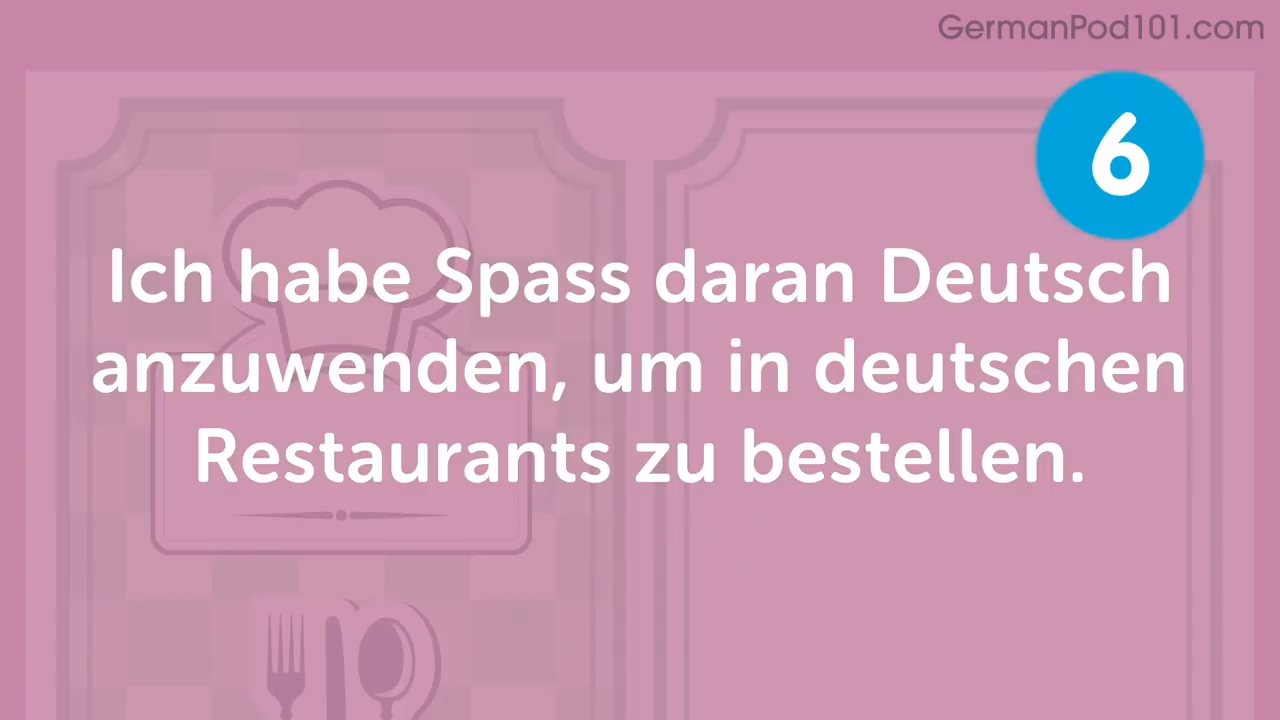 GermanPod101.com
6
Ich habe Spass daran Deutsch
anzuwenden, um in deutschen
Restaurants zu bestellen.